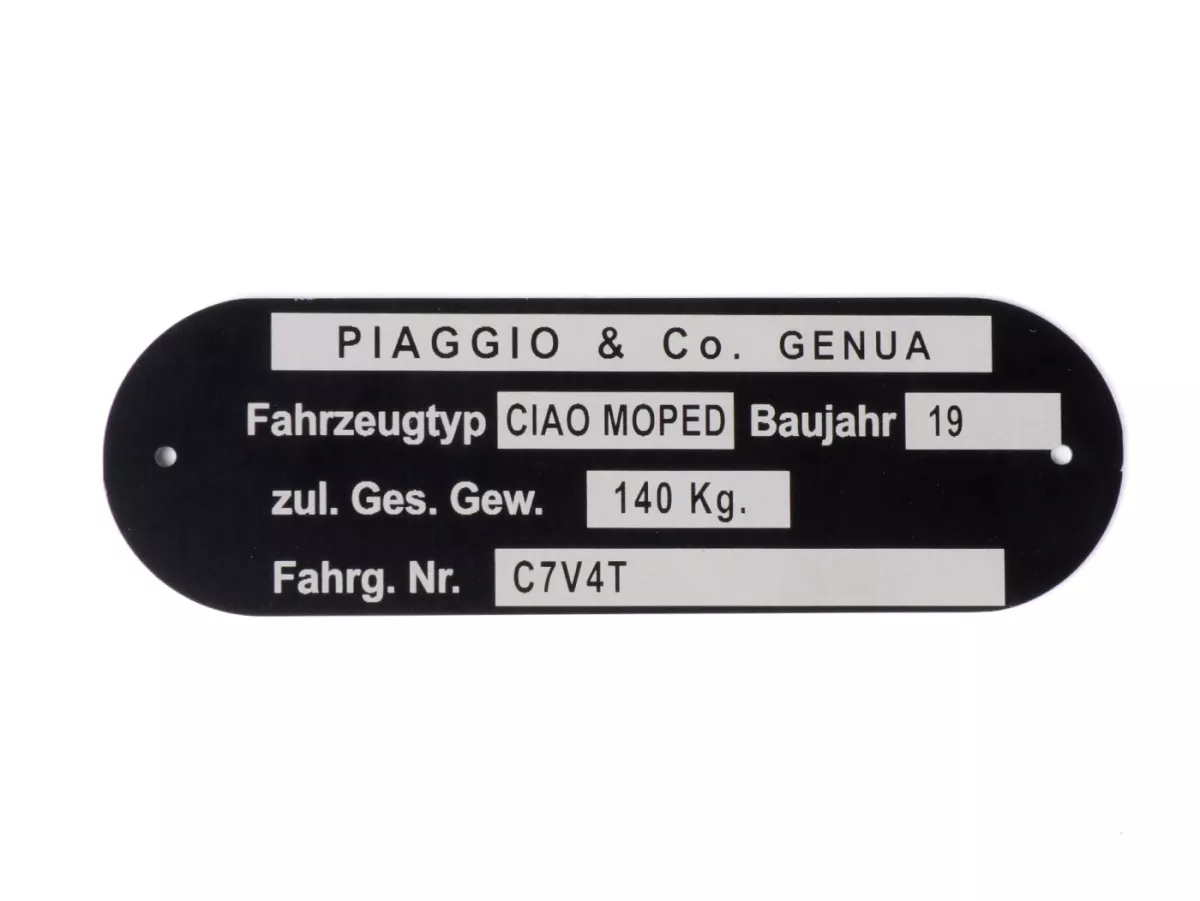 PIAGGIO & Co. GENUA
Fahrzeugtyp CIAO MOPED Baujahr 19
zul. Ges. Gew. 140 Kg.
Fahrg. Nr. C7V4T